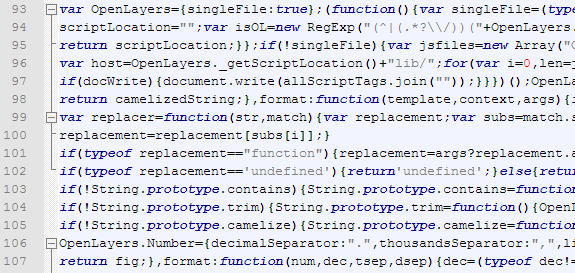 93 var OpenLayers={singleFile:true};(function(){var singleFile=(type
94 scriptLocation="";var isOL=new RegExp("(^|(.*?\\/))("+OpenLayers.
95 return scriptLocation;}};if(!singleFile){var jsfiles=new Array("
96 var host=OpenLayers._getScriptLocation()+"lib/";for(var i=0,len=j
97 if(docWrite){document.write(allScriptTags.join(""));}}})();OpenL
98 return camelizedString;},format:function(template,context,args){i
99 var replacer=function(str,match){var replacement;var subs=match.s
100 replacement=replacement[subs[i]];}
101 if(typeof replacement=="function"){replacement=args?replacement.a
102 if(typeof replacement=='undefined'){return'undefined';}else{retur
103 if(!String.prototype.contains){String.prototype.contains=function
104 if(!String.prototype.trim){String.prototype.trim=function(){OpenL
105 if(!String.prototype.camelize){String.prototype.camelize=function
106 OpenLayers.Number={decimalSeparator:".",thousandsSeparator:",",li
107 return fig;},format:function(num,dec,tsep,dsep){dec=(typeof dec!=